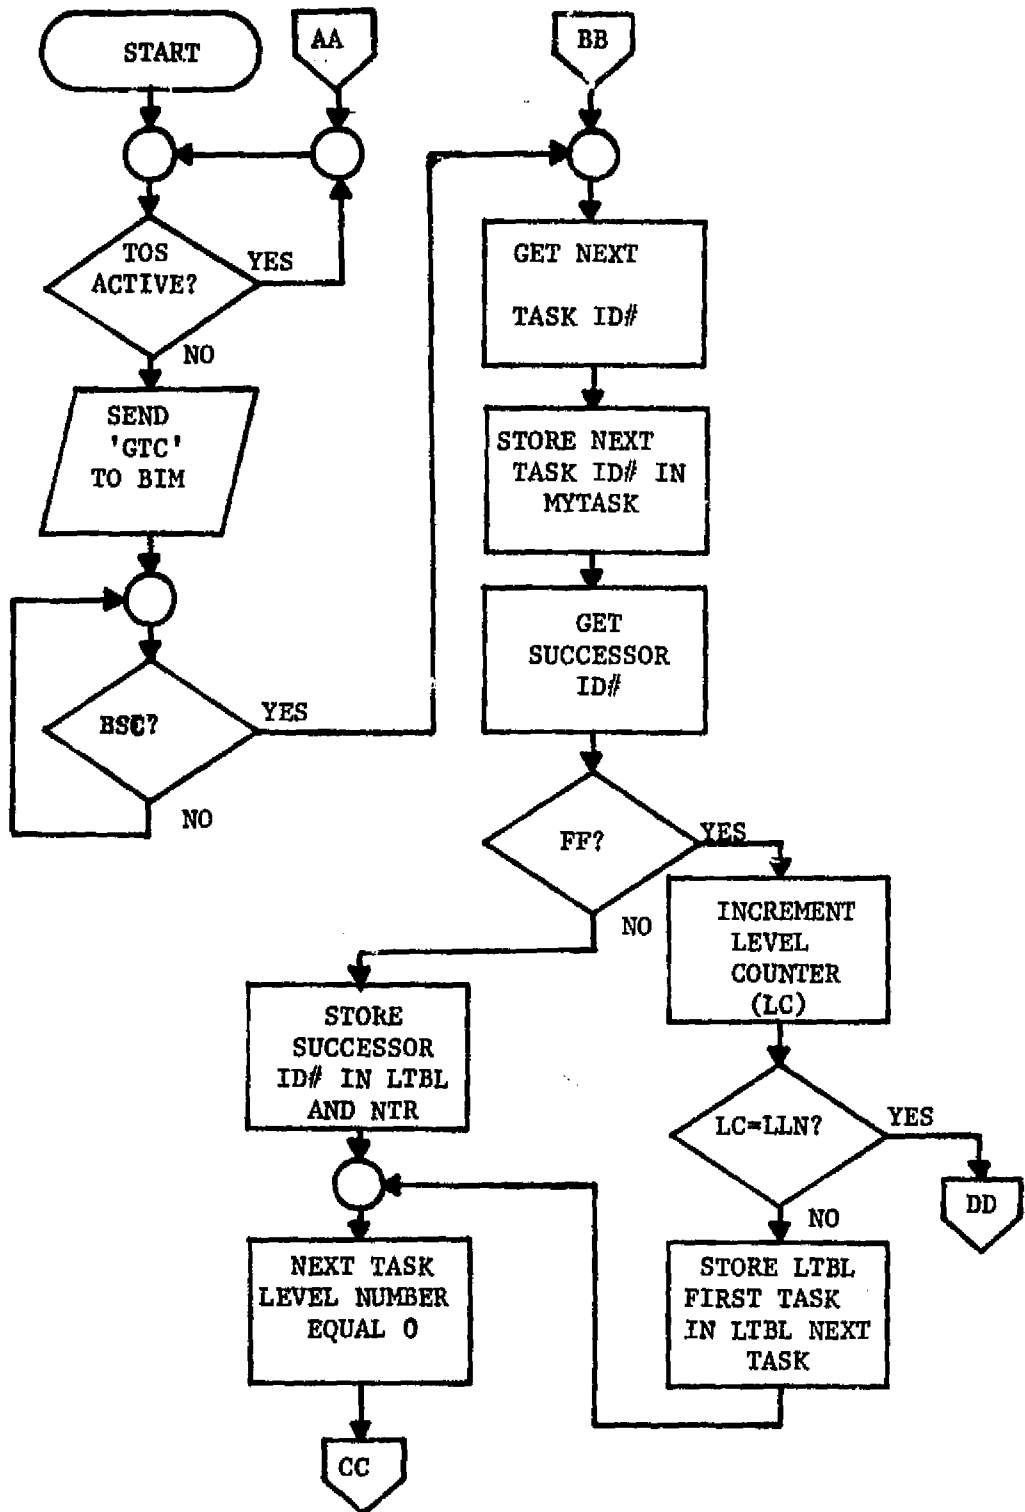 START
AA
BB
TOS
ACTIVE?
YES
NO
SEND
'GTC'
TO BIM
BSC?
YES
NO
GET NEXT
TASK ID#
STORE NEXT
TASK ID# IN
MYTASK
GET
SUCCESSOR
ID#
FF?
YES
NO
INCREMENT
LEVEL
COUNTER
(LC)
STORE
SUCCESSOR
ID# IN LTBL
AND NTR
LC=LLN?
YES
DD
NO
NEXT TASK
LEVEL NUMBER
EQUAL 0
STORE LTBL
FIRST TASK
IN LTBL NEXT
TASK
CC